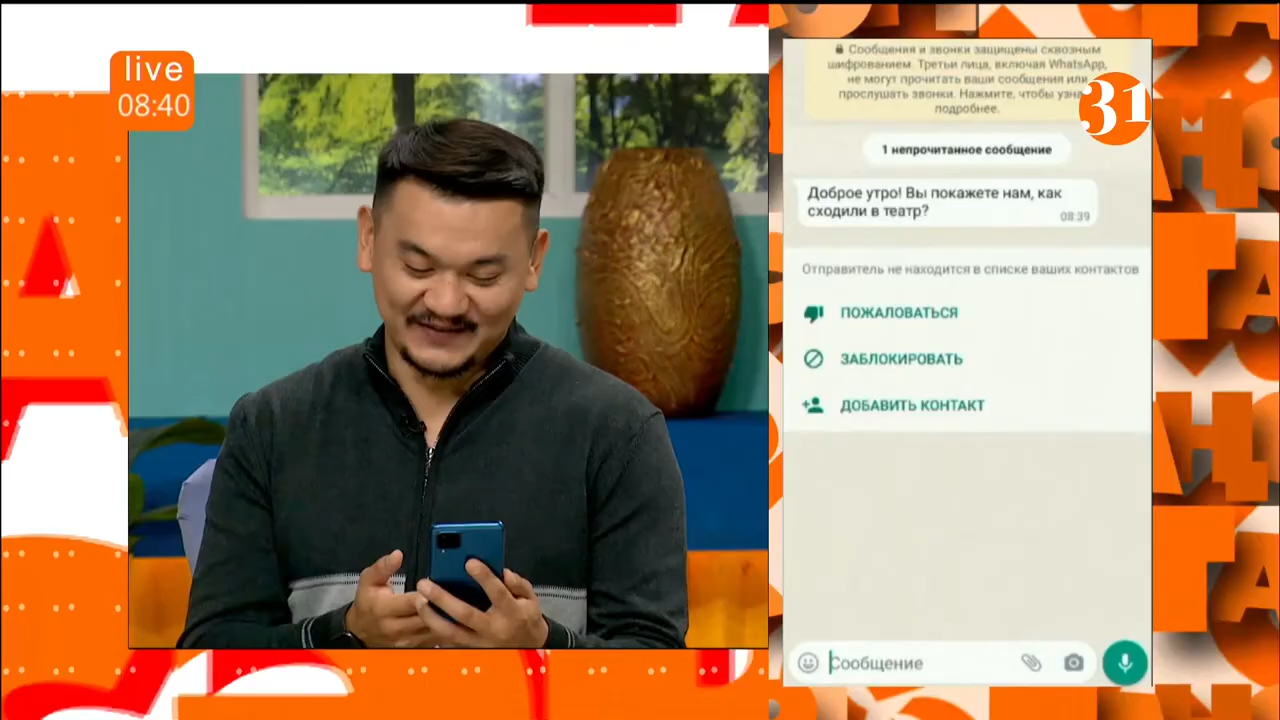 live
08:40
Сообщения и звонки защищены сквозным
шифрованием. Третьи лица, включая WhatsApp,
не могут прочитать ваши сообщения или
прослушать звонки. Нажмите, чтобы узна
подробнее.
31
1 непрочитанное сообщение
Доброе утро! Вы покажете нам, как
сходили в театр?
08:39
Отправитель не находится в списке ваших контактов
ПОЖАЛОВАТЬСЯ
ЗАБЛОКИРОВАТЬ
ДОБАВИТЬ КОНТАКТ
Сообщение